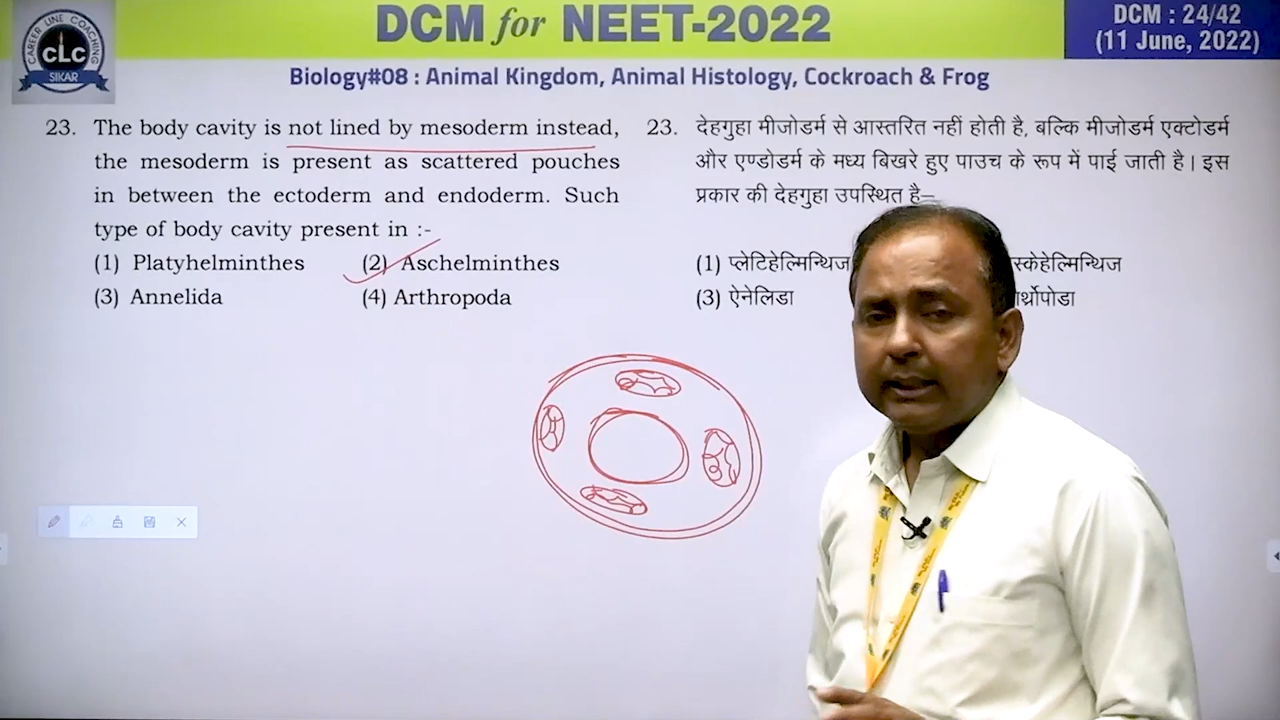 DCM for NEET-2022
DCM : 24/42
(11 June, 2022)
CAREER LINE COACHING
CLC
SIKAR
Biology#08 : Animal Kingdom, Animal Histology, Cockroach & Frog
23. The body cavity is not lined by mesoderm instead,
the mesoderm is present as scattered pouches
in between the ectoderm and endoderm. Such
type of body cavity present in :-
(1) Platyhelminthes (2) Aschelminthes
(3) Annelida (4) Arthropoda
23. देहगुहा मीजोडर्म से आस्तरित नहीं होती है, बल्कि मीजोडर्म एक्टोडर्म
और एण्डोडर्म के मध्य बिखरे हुए पाउच के रूप में पाई जाती है। इस
प्रकार की देहगुहा उपस्थित है–
(1) प्लेटिहेल्मिन्थिज स्केहेल्मिन्थिज
(3) ऐनेलिडा र्थोपोडा